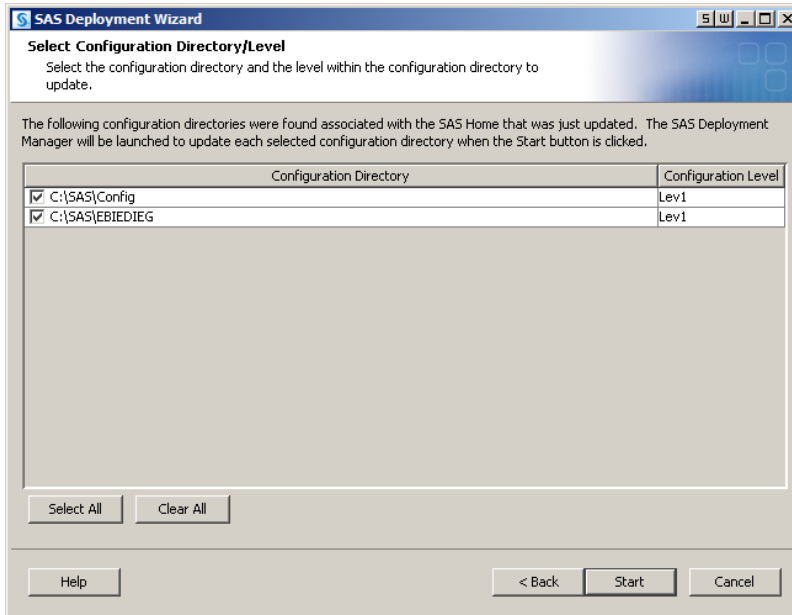 SAS Deployment Wizard
Select Configuration Directory/Level
Select the configuration directory and the level within the configuration directory to
update.
The following configuration directories were found associated with the SAS Home that was just updated. The SAS Deployment
Manager will be launched to update each selected configuration directory when the Start button is clicked.
Configuration Directory Configuration Level
C:\SAS\Config Lev1
C:\SAS\EBIEDIEG Lev1
Select All Clear All
Help < Back Start Cancel